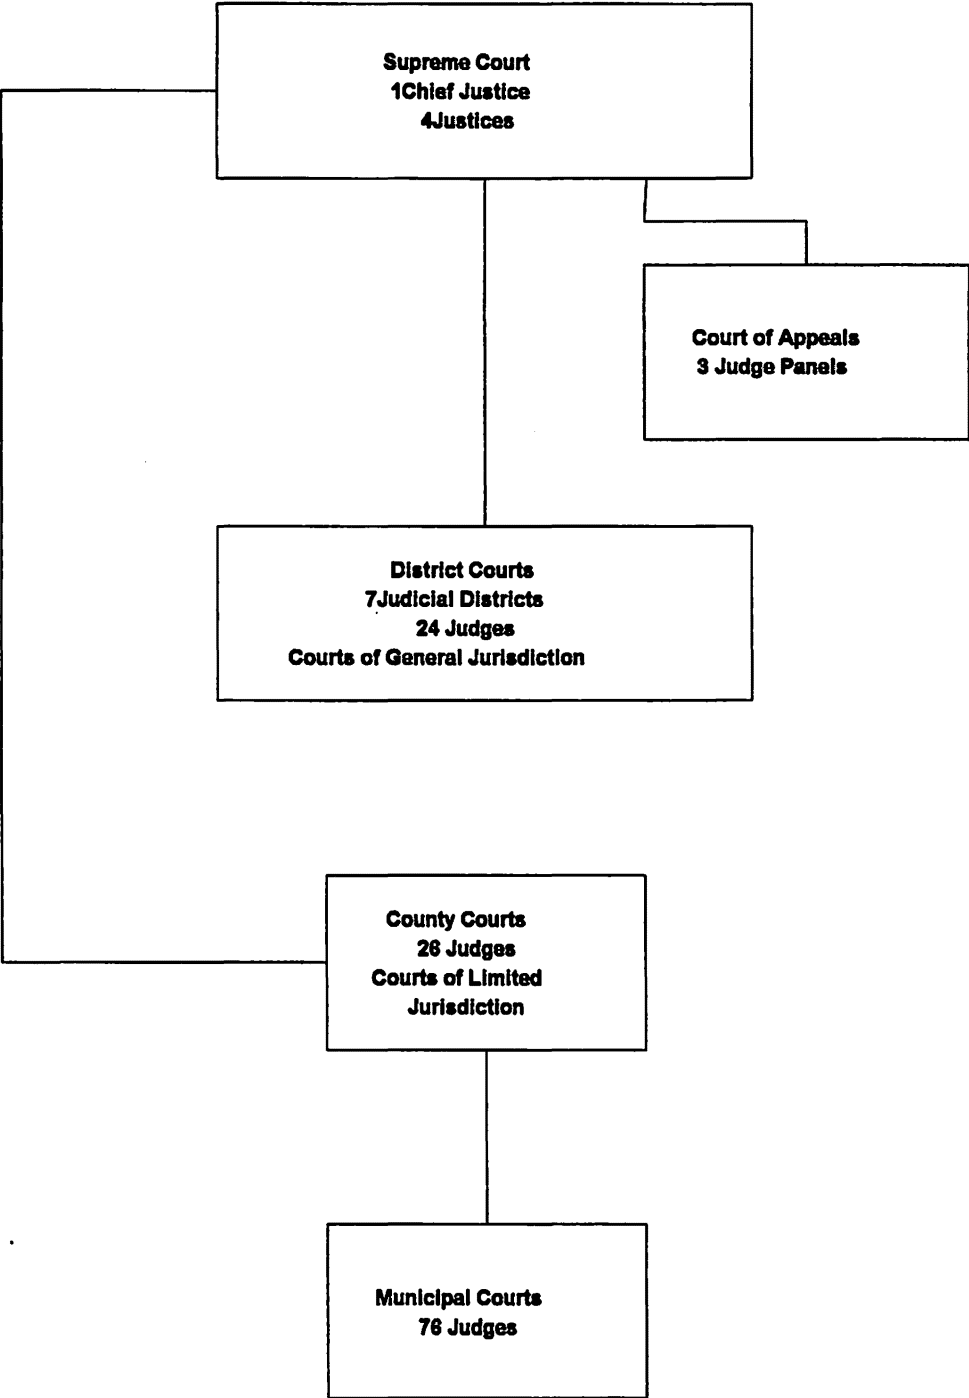 Supreme Court
1Chief Justice
4Justices
Court of Appeals
3 Judge Panels
District Courts
7Judicial Districts
24 Judges
Courts of General Jurisdiction
County Courts
26 Judges
Courts of Limited
Jurisdiction
Municipal Courts
76 Judges